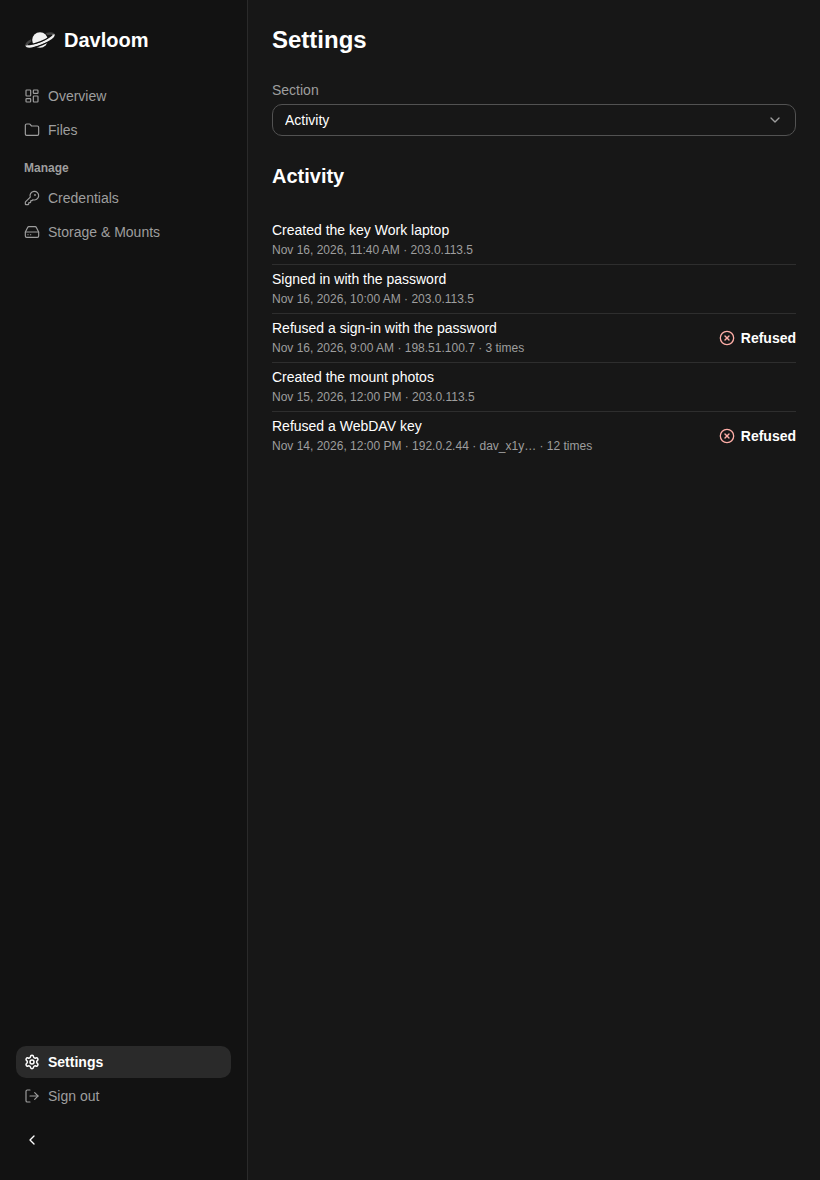 Davloom
Overview
Files
Manage
Credentials
Storage & Mounts
Settings
Sign out
Settings
Section
Activity
Activity
Created the key Work laptop
Nov 16, 2026, 11:40 AM · 203.0.113.5
Signed in with the password
Nov 16, 2026, 10:00 AM · 203.0.113.5
Refused a sign-in with the password
Nov 16, 2026, 9:00 AM · 198.51.100.7 · 3 times
Refused
Created the mount photos
Nov 15, 2026, 12:00 PM · 203.0.113.5
Refused a WebDAV key
Nov 14, 2026, 12:00 PM · 192.0.2.44 · dav_x1y… · 12 times
Refused